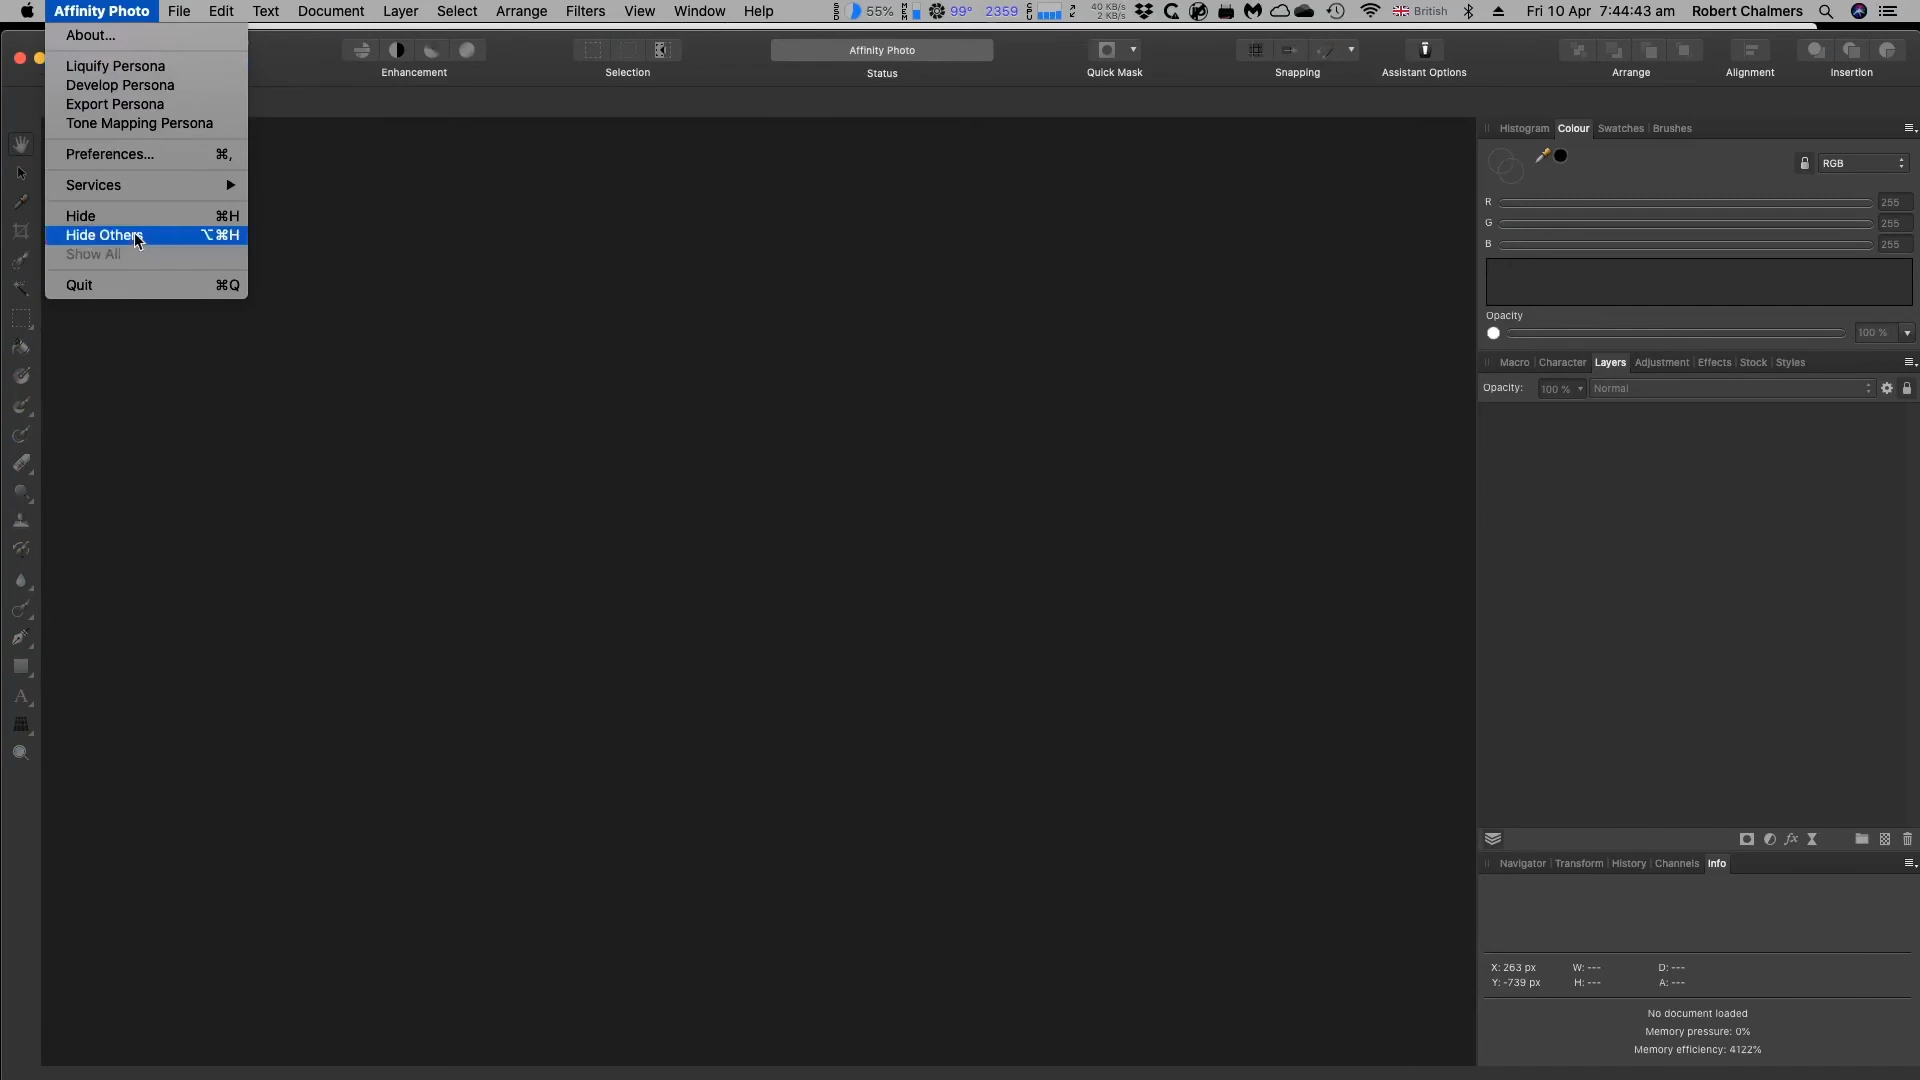 Affinity Photo File Edit Text Document Layer Select Arrange Filters View Window Help 55% 99° 2359 40 KB/s 2 KB/s British Fri 10 Apr 7:44:43 am Robert Chalmers
About...
Liquify Persona
Develop Persona
Export Persona
Tone Mapping Persona
Preferences... ⌘,
Services
Hide ⌘H
Hide Others ⌥⌘H
Show All
Quit ⌘Q
Affinity Photo
Enhancement Selection Status Quick Mask Snapping Assistant Options Arrange Alignment Insertion
Histogram Colour Swatches Brushes
RGB
R 255
G 255
B 255
Opacity
100 %
Macro Character Layers Adjustment Effects Stock Styles
Opacity: 100 % Normal
fx
Navigator Transform History Channels Info
X: 263 px W: --- D: ---
Y: -739 px H: --- A: ---
No document loaded
Memory pressure: 0%
Memory efficiency: 4122%